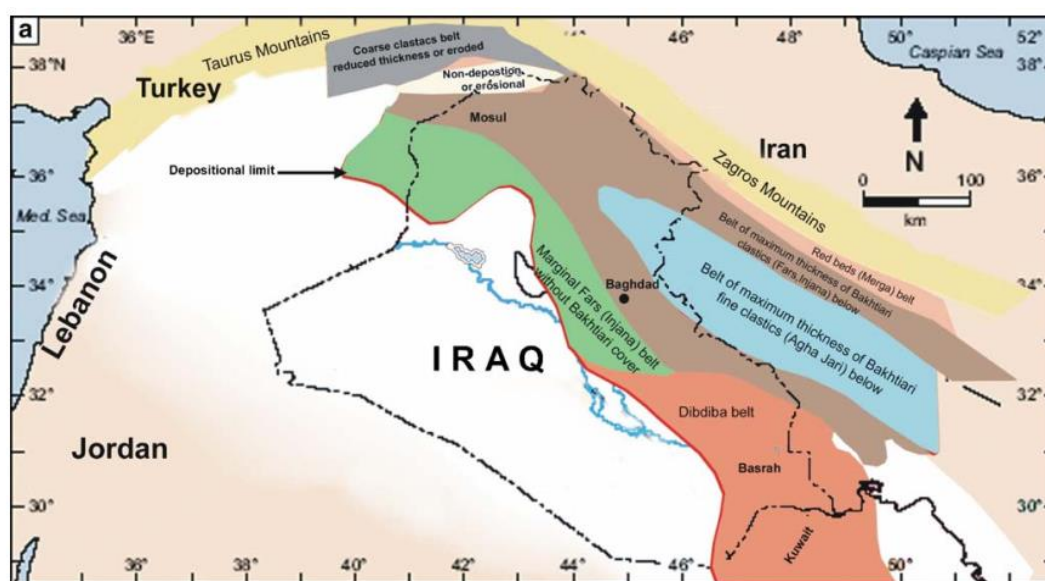 a
36°E
44°
46°
48°
50°
52°
38°N
Taurus Mountains
Coarse clastacs belt
reduced thickness or eroded
Caspian Sea
38°
Turkey
Non-depostion
or erosional
Mosul
Iran
N
Depositional limit
Zagros Mountains
0
100
km
36°
36°
Med. Sea
Red beds (Merga) belt
Belt of maximum thickness of Bakhtiari
clastics (Fars.Injana) below
Belt of maximum thickness of Bakhtiari
fine clastics (Agha Jari) below
Marginal Fars (Injana) belt
without Bakhtiari cover
Baghdad
34°
34°
Lebanon
IRAQ
32°
32°
Dibdiba belt
Jordan
Basrah
30°
30°
Kuwait
36°
38°
40°
42°
44°
46°
50°